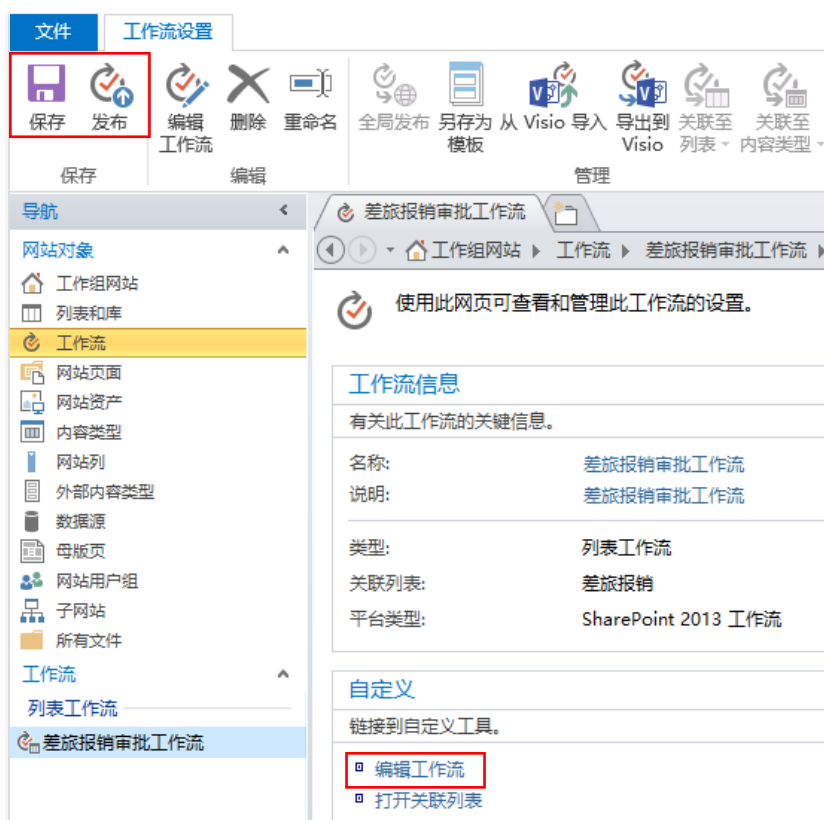 文件 工作流设置
保存 发布 编辑工作流 删除 重命名 全局发布 另存为模板 从 Visio 导入 导出到 Visio 关联至列表 关联至内容类型
保存 编辑 管理
导航
网站对象
工作组网站
列表和库
工作流
网站页面
网站资产
内容类型
网站列
外部内容类型
数据源
母版页
网站用户组
子网站
所有文件
工作流
列表工作流
差旅报销审批工作流
差旅报销审批工作流
工作组网站 工作流 差旅报销审批工作流
使用此网页可查看和管理此工作流的设置。
工作流信息
有关此工作流的关键信息。
名称: 差旅报销审批工作流
说明: 差旅报销审批工作流
类型: 列表工作流
关联列表: 差旅报销
平台类型: SharePoint 2013 工作流
自定义
链接到自定义工具。
编辑工作流
打开关联列表